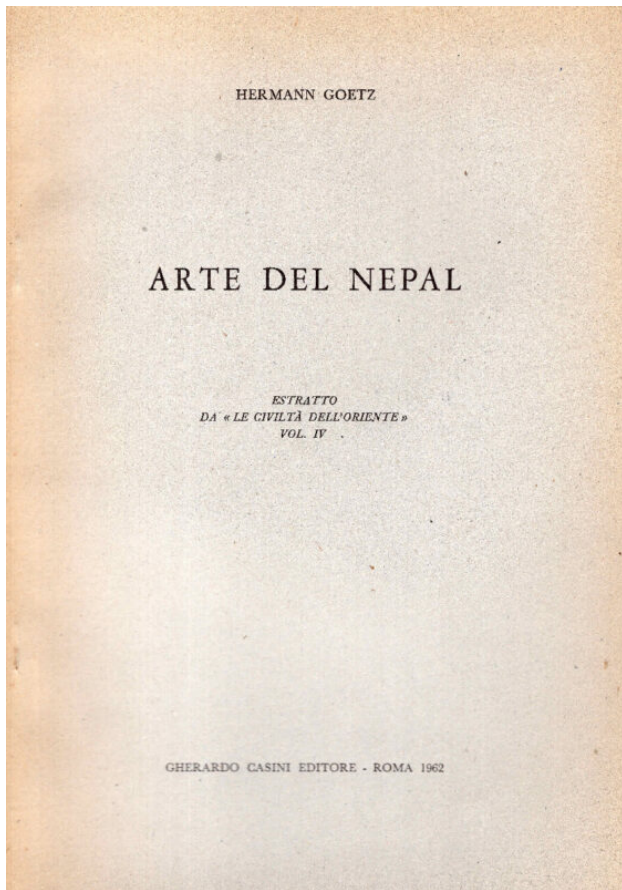 HERMANN GOETZ
ARTE DEL NEPAL
ESTRATTO
DA « LE CIVILTÀ DELL'ORIENTE »
VOL. IV
GHERARDO CASINI EDITORE - ROMA 1962